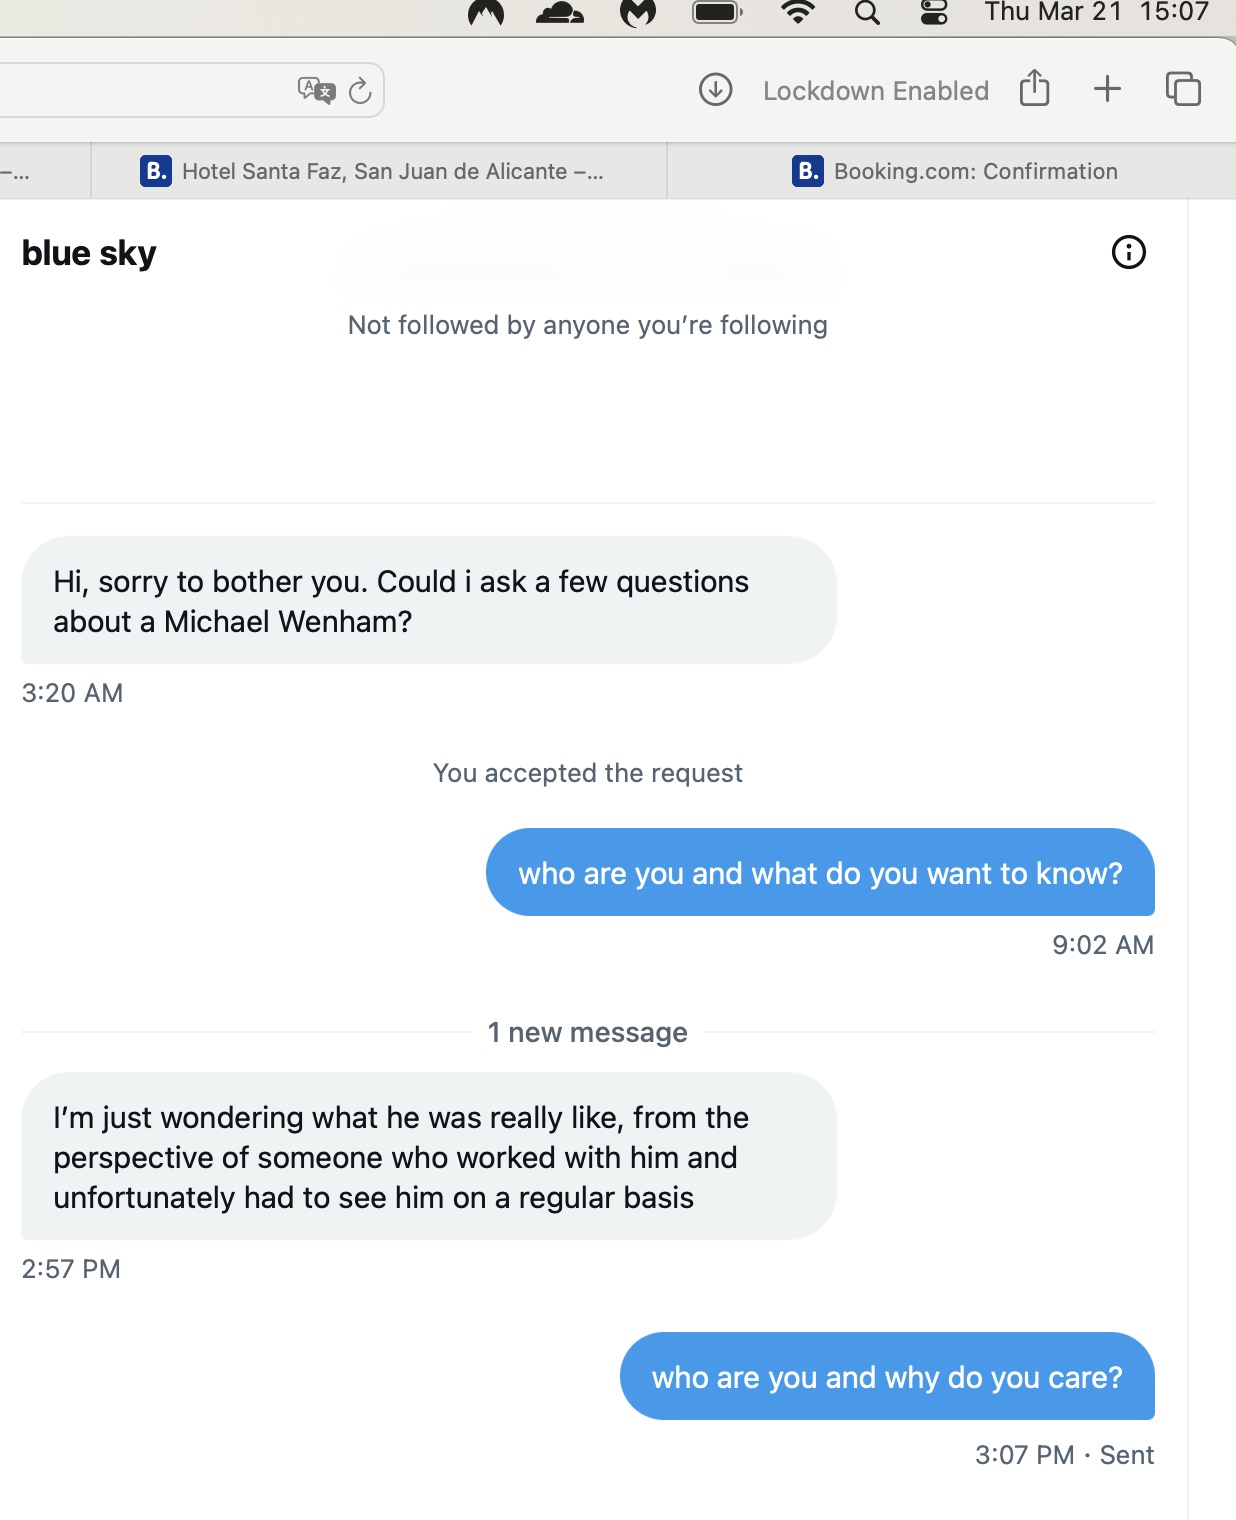 Thu Mar 21 15:07
Lockdown Enabled
–...
B. Hotel Santa Faz, San Juan de Alicante –...
B. Booking.com: Confirmation
blue sky
Not followed by anyone you’re following
Hi, sorry to bother you. Could i ask a few questions
about a Michael Wenham?
3:20 AM
You accepted the request
who are you and what do you want to know?
9:02 AM
1 new message
I’m just wondering what he was really like, from the
perspective of someone who worked with him and
unfortunately had to see him on a regular basis
2:57 PM
who are you and why do you care?
3:07 PM · Sent